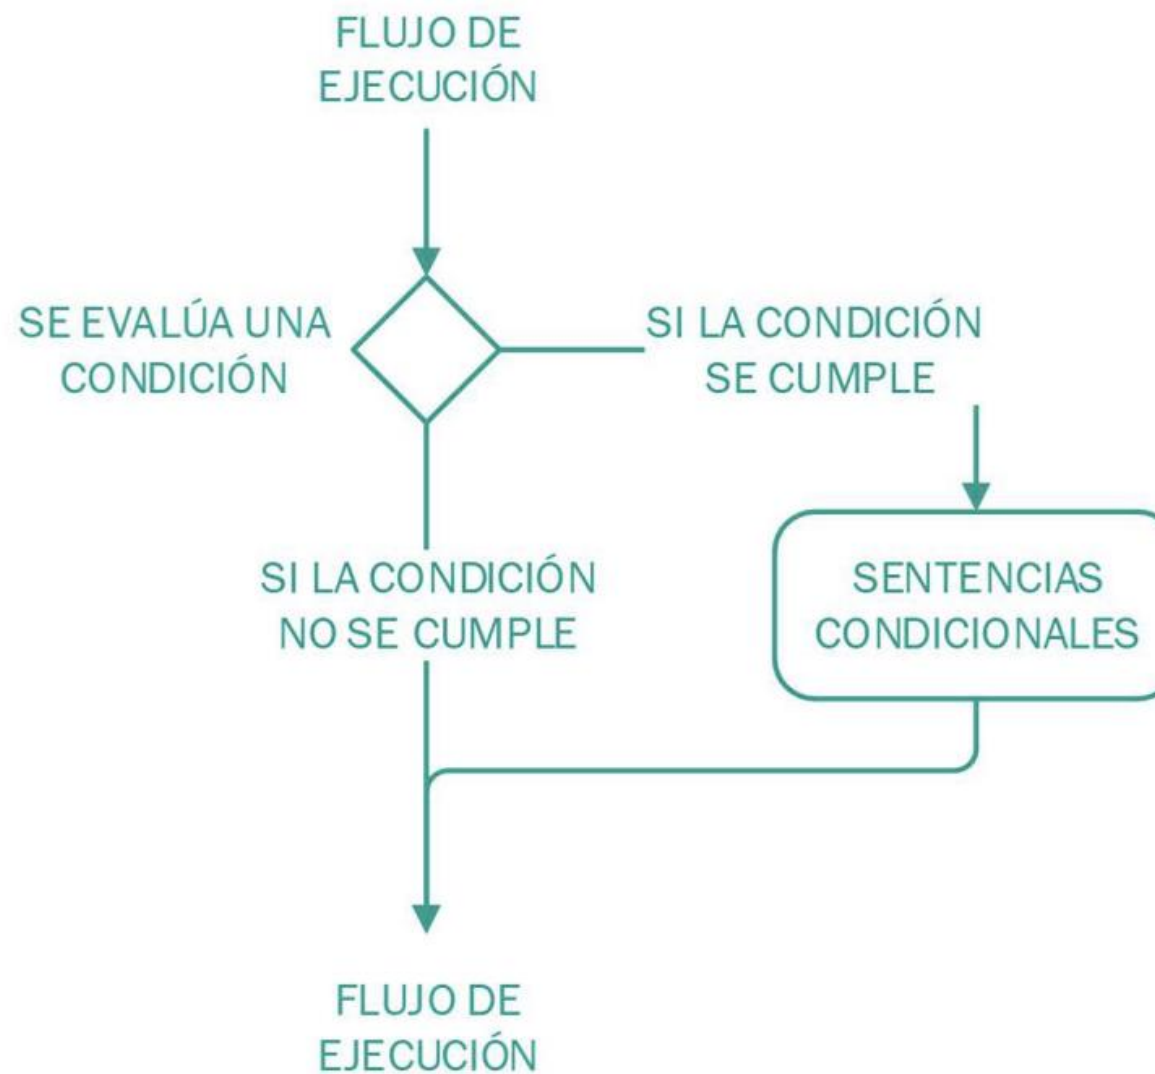 FLUJO DE
EJECUCIÓN
SE EVALÚA UNA
CONDICIÓN
SI LA CONDICIÓN
SE CUMPLE
SI LA CONDICIÓN
NO SE CUMPLE
SENTENCIAS
CONDICIONALES
FLUJO DE
EJECUCIÓN